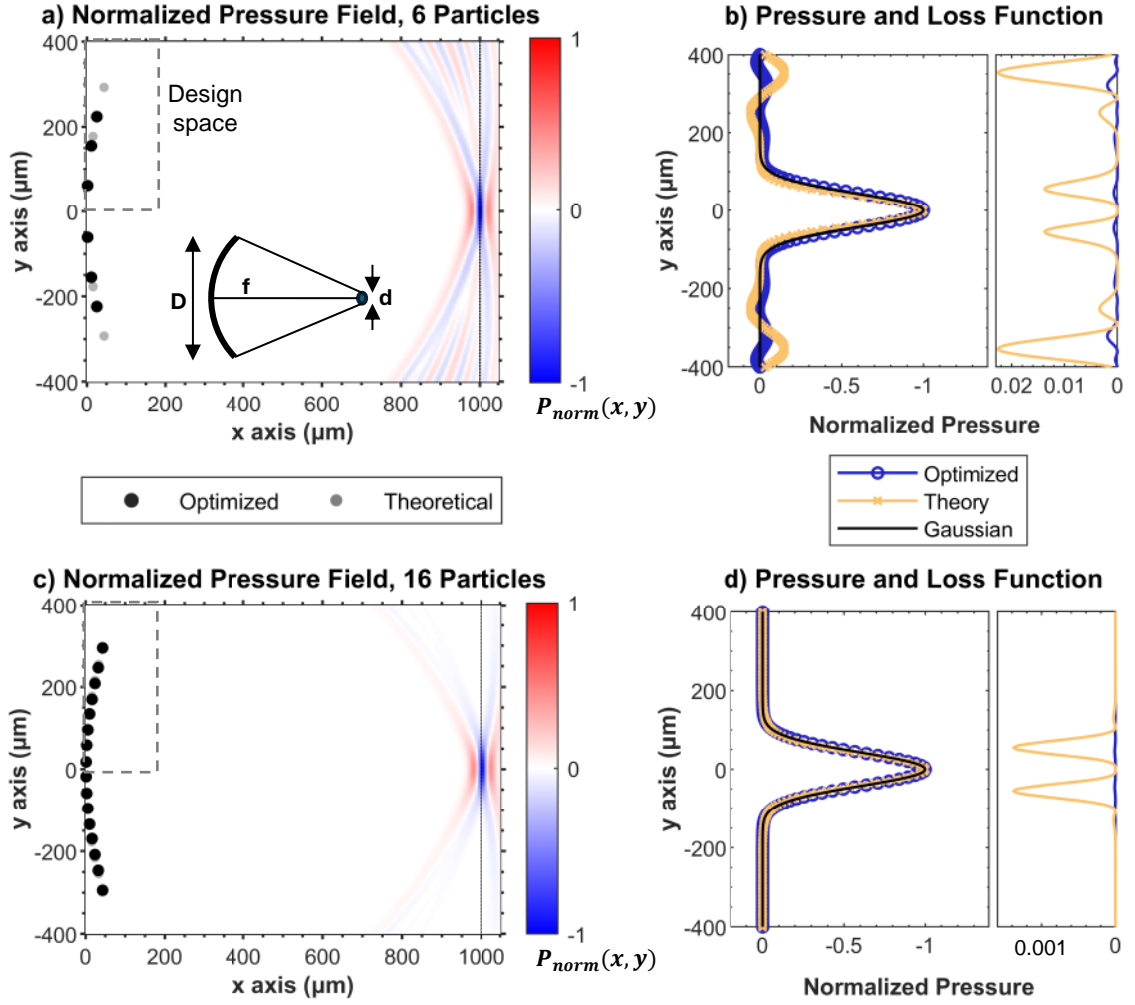 a) Normalized Pressure Field, 6 Particles
400
200
0
-200
-400
y axis (µm)
Design
space
D
f
d
0 200 400 600 800 1000
x axis (µm)
1
0
-1
P_norm(x, y)
b) Pressure and Loss Function
400
200
0
-200
-400
y axis (µm)
0 -0.5 -1
0.02 0.01 0
Normalized Pressure
Optimized Theoretical
Optimized
Theory
Gaussian
c) Normalized Pressure Field, 16 Particles
400
200
0
-200
-400
y axis (µm)
0 200 400 600 800 1000
x axis (µm)
1
0
-1
P_norm(x, y)
d) Pressure and Loss Function
400
200
0
-200
-400
y axis (µm)
0 -0.5 -1
0.001 0
Normalized Pressure